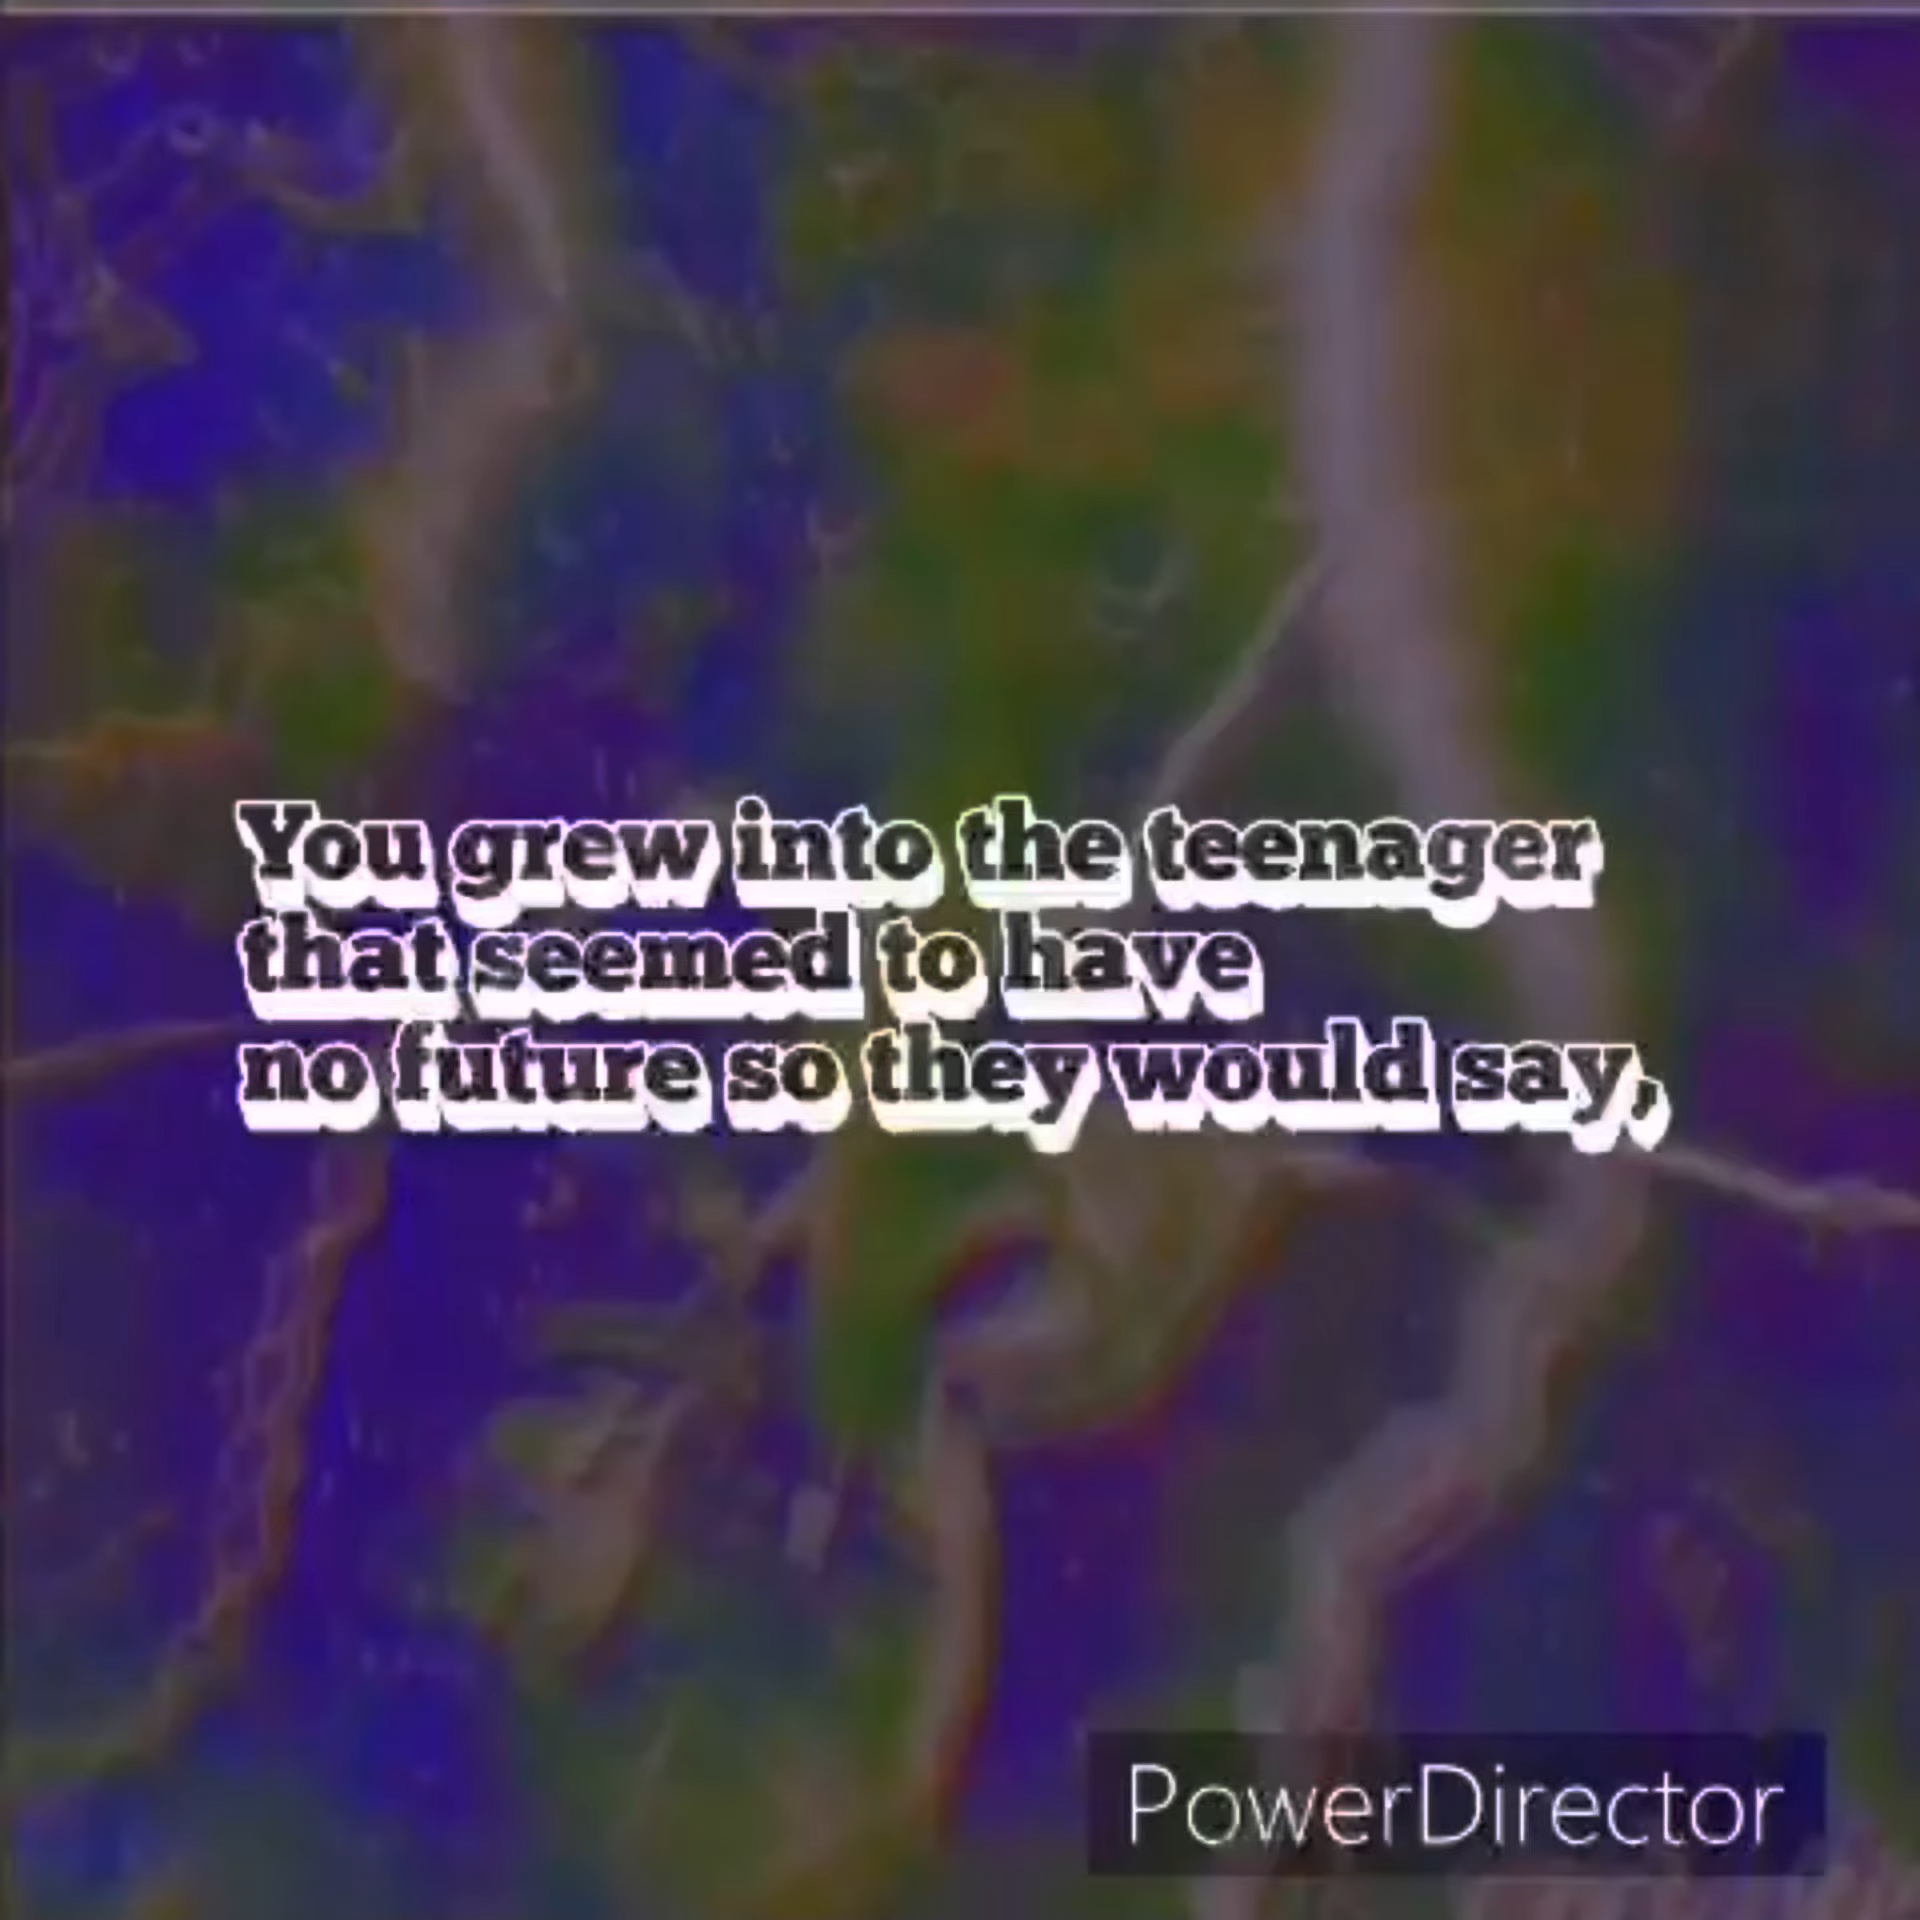 You grew into the teenager
that seemed to have
no future so they would say,
PowerDirector